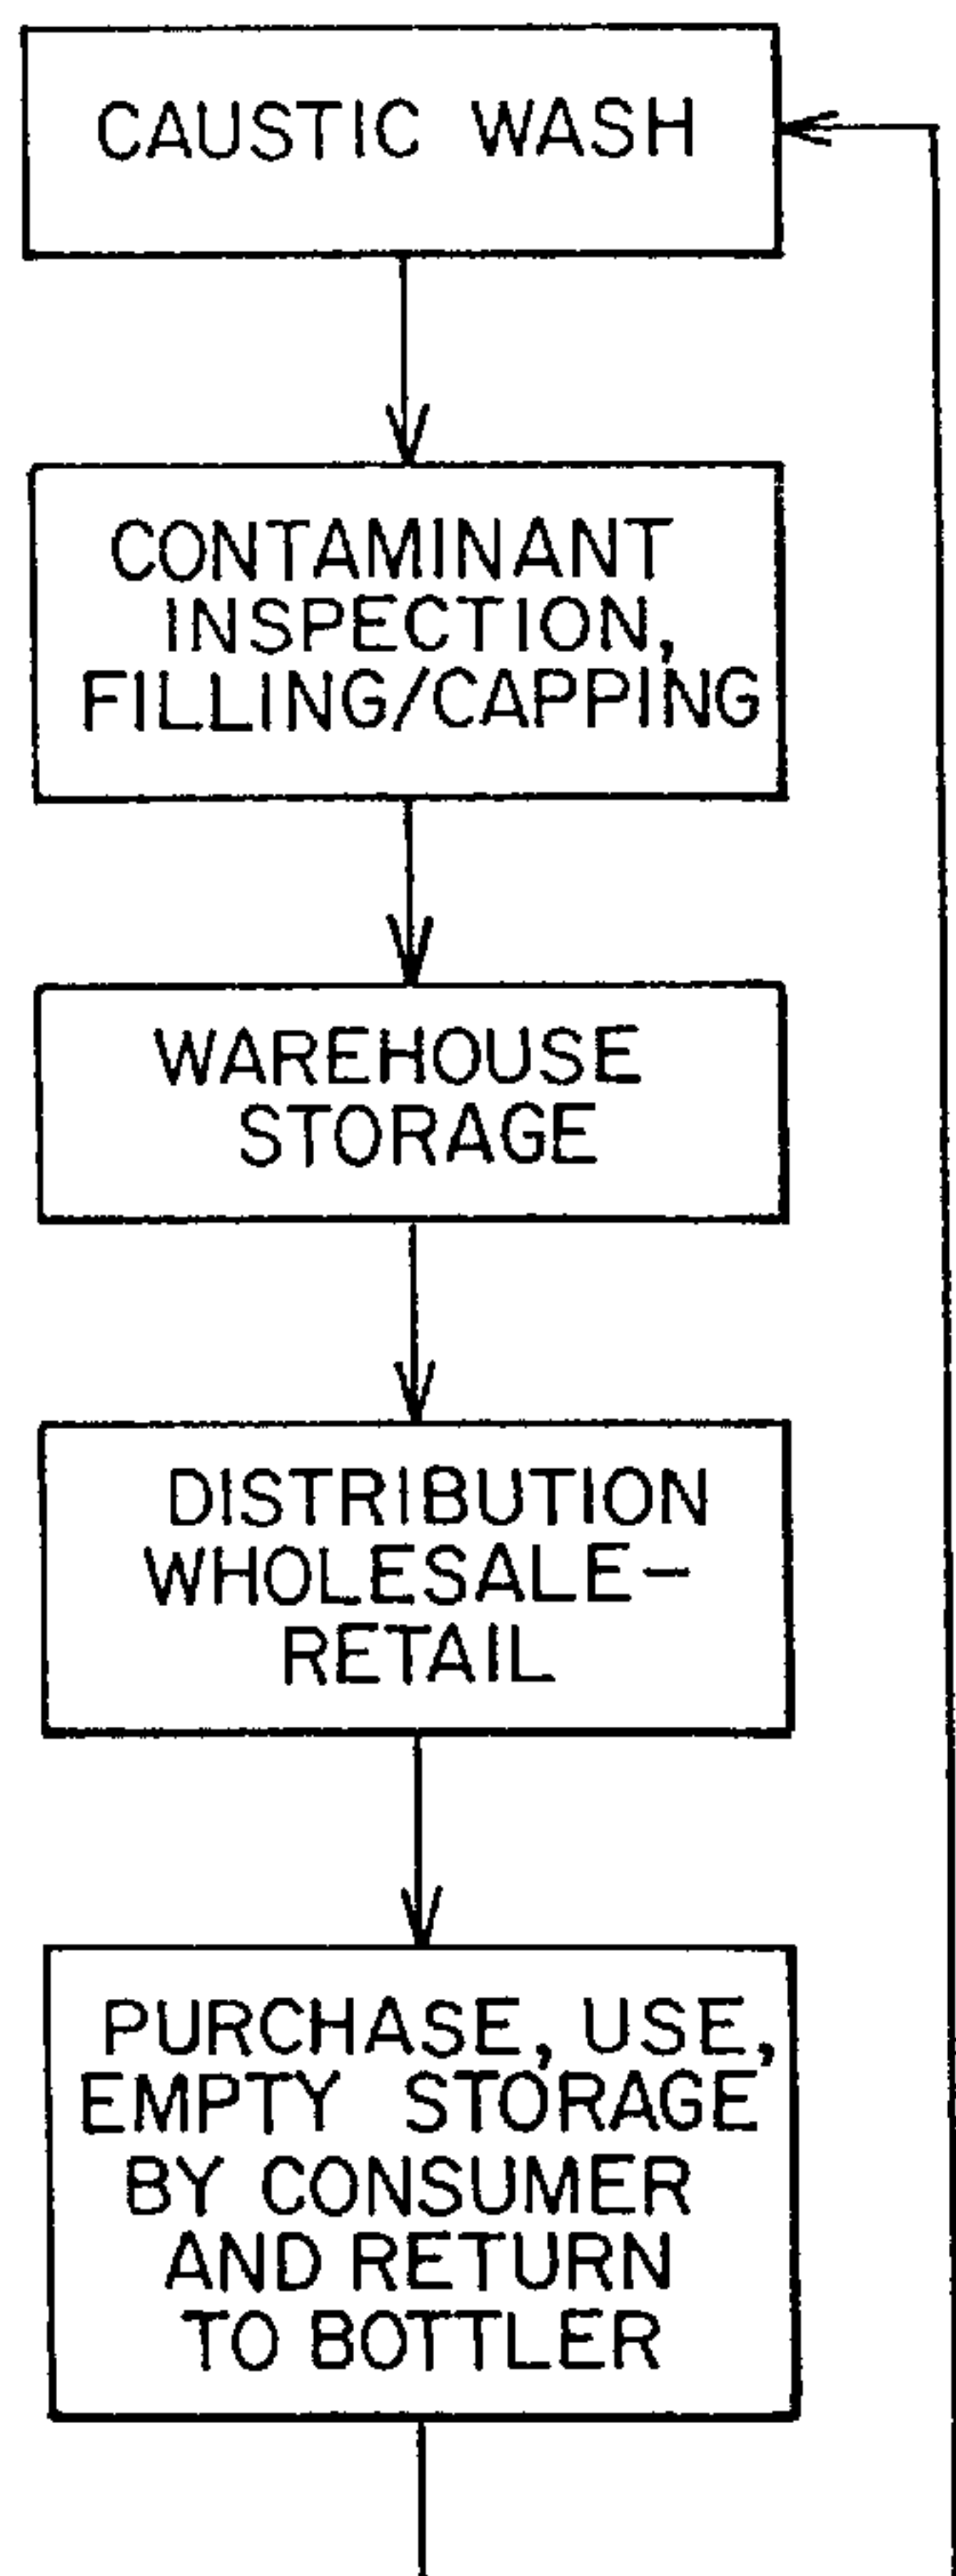 CAUSTIC WASH
CONTAMINANT
INSPECTION,
FILLING/CAPPING
WAREHOUSE
STORAGE
DISTRIBUTION
WHOLESALE-
RETAIL
PURCHASE, USE,
EMPTY STORAGE
BY CONSUMER
AND RETURN
TO BOTTLER